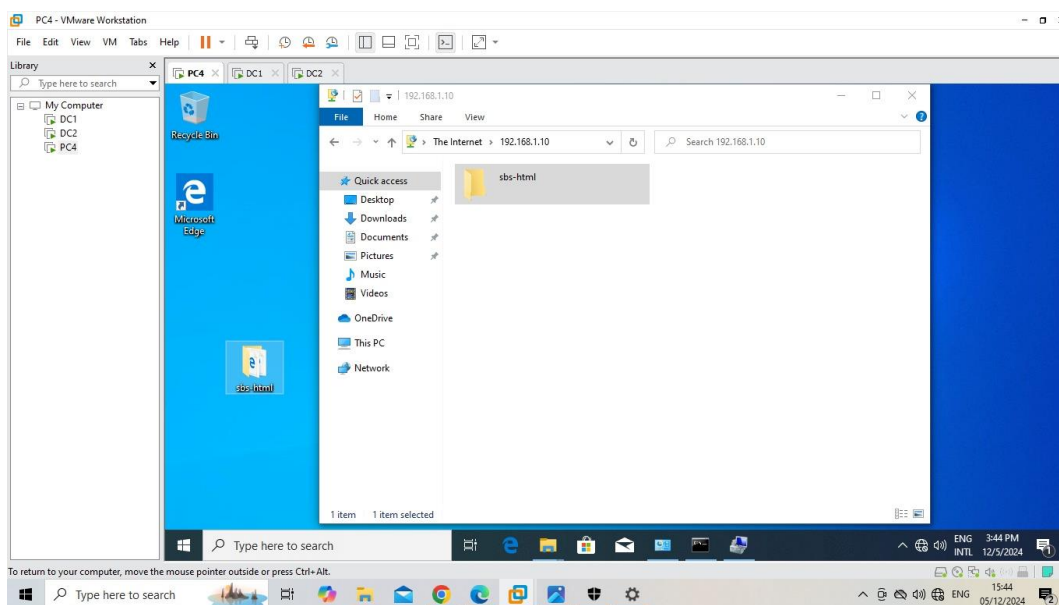 PC4 - VMware Workstation
File Edit View VM Tabs Help
Library
Type here to search
My Computer
DC1
DC2
PC4
PC4 DC1 DC2
Recycle Bin
Microsoft Edge
sbs-html
192.168.1.10
File Home Share View
The Internet > 192.168.1.10
Search 192.168.1.10
Quick access
Desktop
Downloads
Documents
Pictures
Music
Videos
OneDrive
This PC
Network
sbs-html
1 item 1 item selected
Type here to search
ENG 3:44 PM
INTL 12/5/2024
1
To return to your computer, move the mouse pointer outside or press Ctrl+Alt.
Type here to search
ENG 15:44
05/12/2024
2